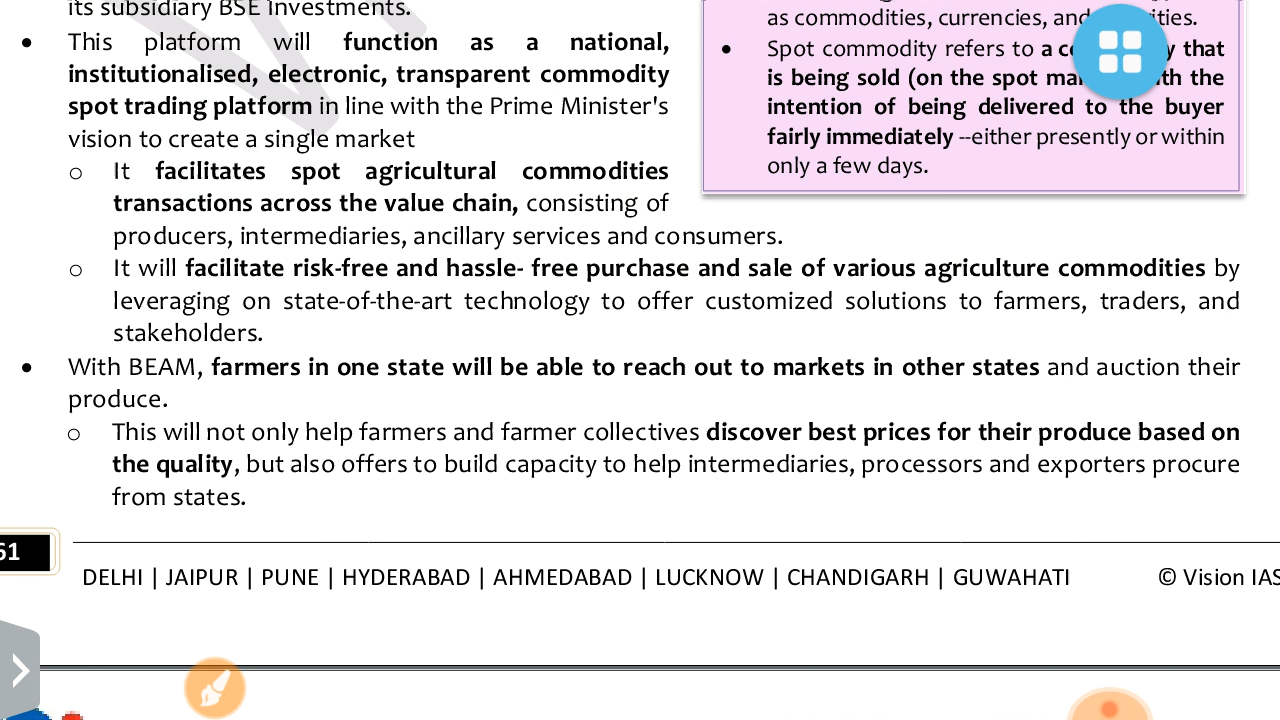 its subsidiary BSE Investments.
• This platform will function as a national,
institutionalised, electronic, transparent commodity
spot trading platform in line with the Prime Minister's
vision to create a single market
o It facilitates spot agricultural commodities
transactions across the value chain, consisting of
producers, intermediaries, ancillary services and consumers.
o It will facilitate risk-free and hassle- free purchase and sale of various agriculture commodities by
leveraging on state-of-the-art technology to offer customized solutions to farmers, traders, and
stakeholders.
• With BEAM, farmers in one state will be able to reach out to markets in other states and auction their
produce.
o This will not only help farmers and farmer collectives discover best prices for their produce based on
the quality, but also offers to build capacity to help intermediaries, processors and exporters procure
from states.
as commodities, currencies, and
• Spot commodity refers to a that
is being sold (on the spot the
intention of being delivered to the buyer
fairly immediately --either presently or within
only a few days.
61
DELHI | JAIPUR | PUNE | HYDERABAD | AHMEDABAD | LUCKNOW | CHANDIGARH | GUWAHATI
© Vision IAS